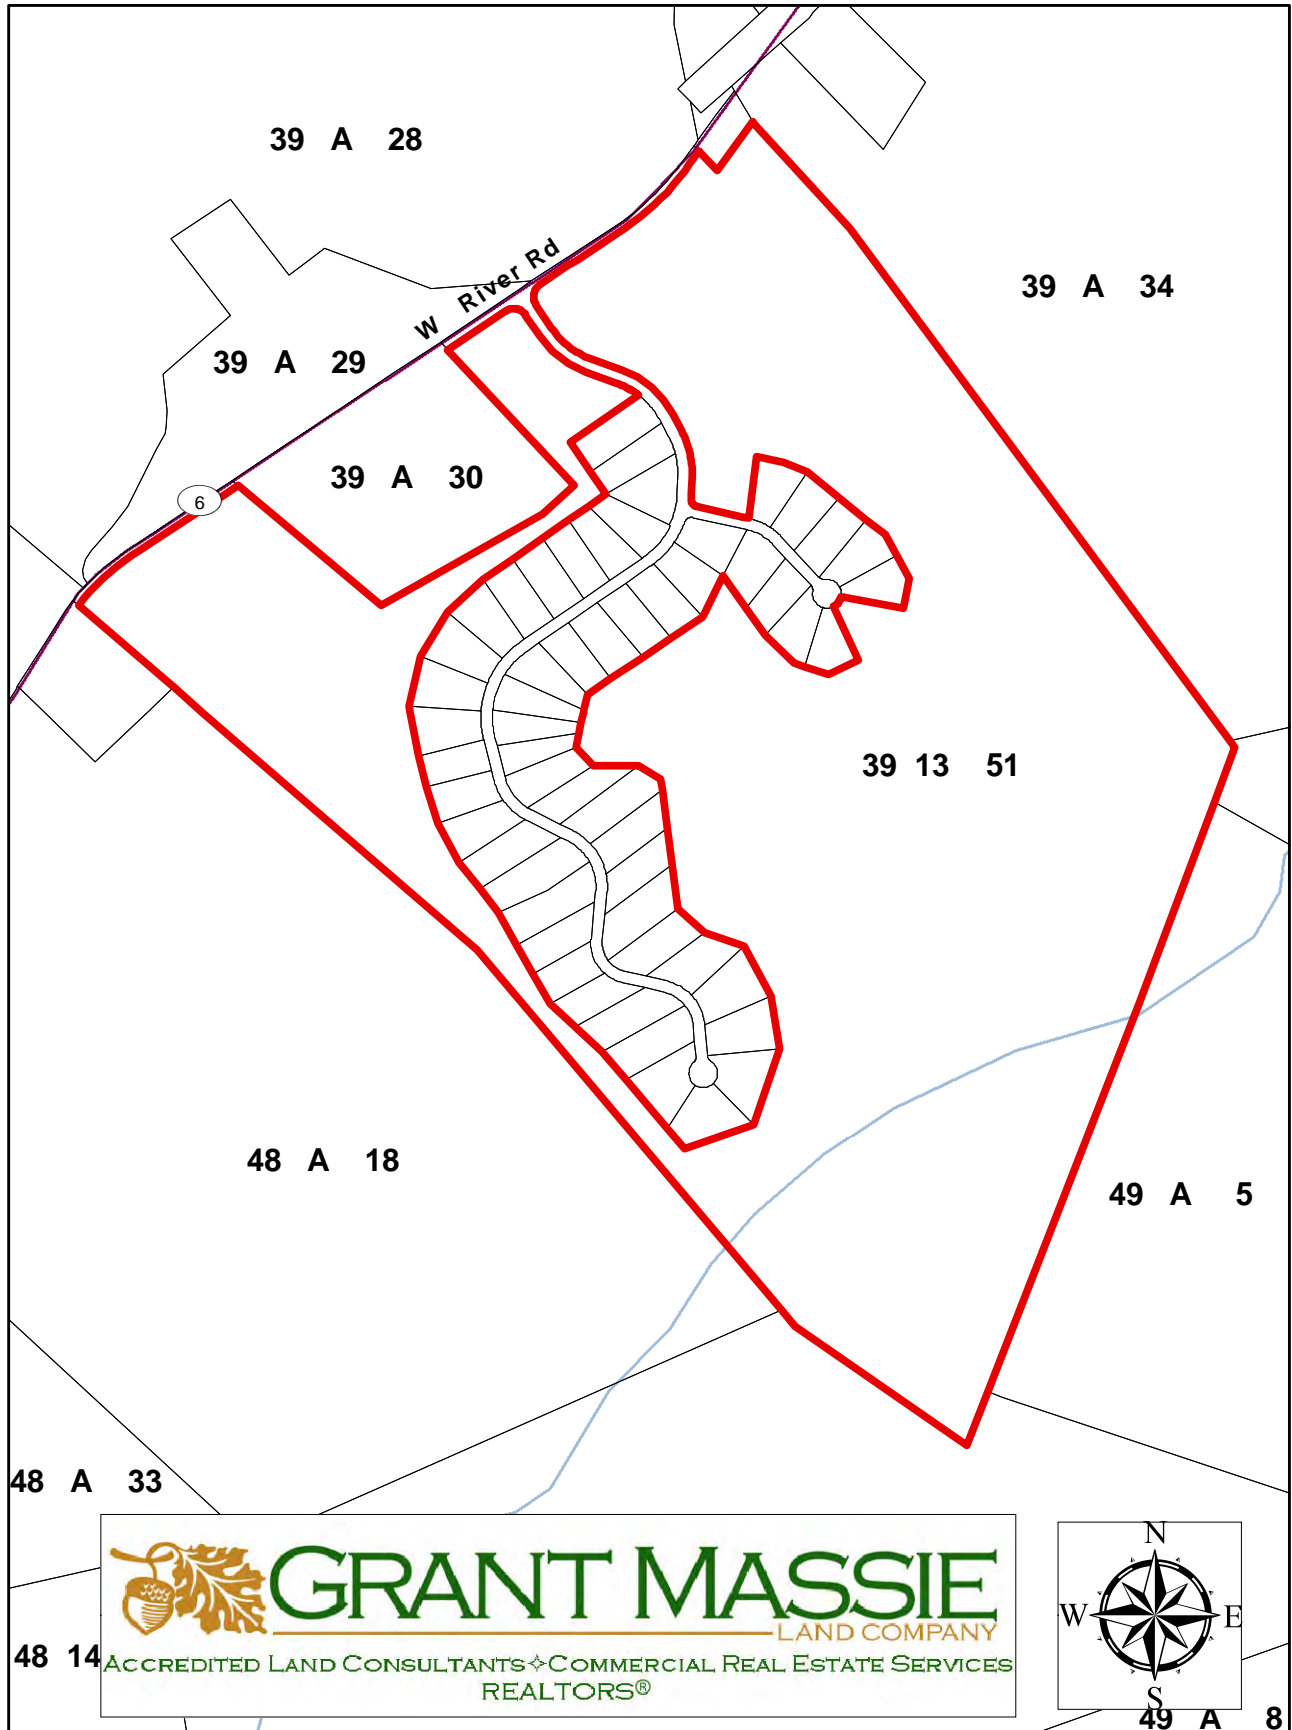 39 A 28
W River Rd
39 A 34
39 A 29
39 A 30
6
39 13 51
48 A 18
49 A 5
48 A 33
GRANT MASSIE
LAND COMPANY
ACCREDITED LAND CONSULTANTS✧COMMERCIAL REAL ESTATE SERVICES
REALTORS®
N
W E
S
48 14
49 A 8